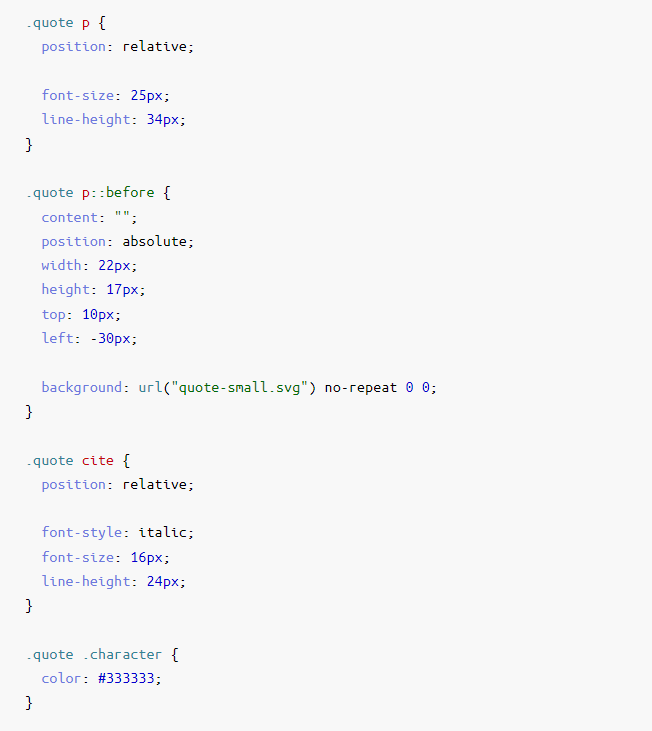 .quote p {
  position: relative;

  font-size: 25px;
  line-height: 34px;
}

.quote p::before {
  content: "";
  position: absolute;
  width: 22px;
  height: 17px;
  top: 10px;
  left: -30px;

  background: url("quote-small.svg") no-repeat 0 0;
}

.quote cite {
  position: relative;

  font-style: italic;
  font-size: 16px;
  line-height: 24px;
}

.quote .character {
  color: #333333;
}